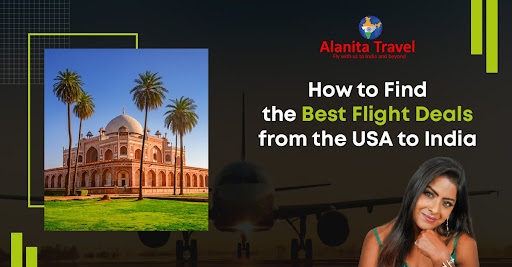 Alanita Travel
Fly with us to India and Beyond
How to Find
the Best Flight Deals
from the USA to India